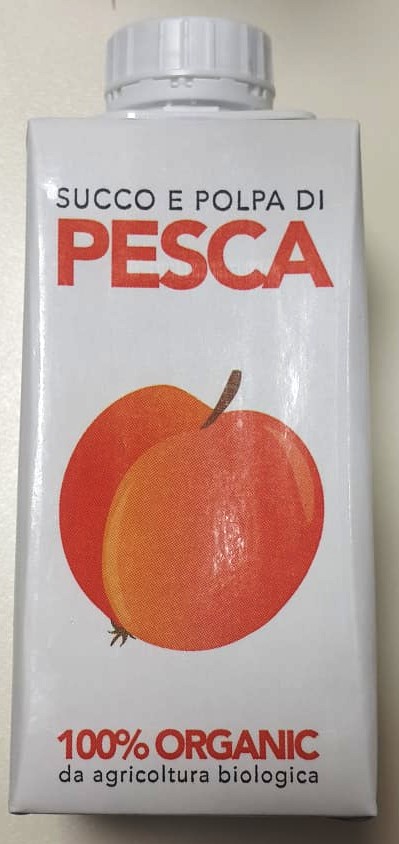 SUCCO E POLPA DI
PESCA
100% ORGANIC
da agricoltura biologica